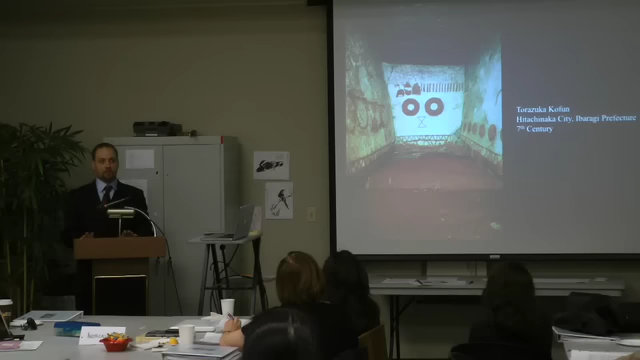 Torazuka Kofun
Hitachinaka City, Ibaragi Prefecture
7th Century